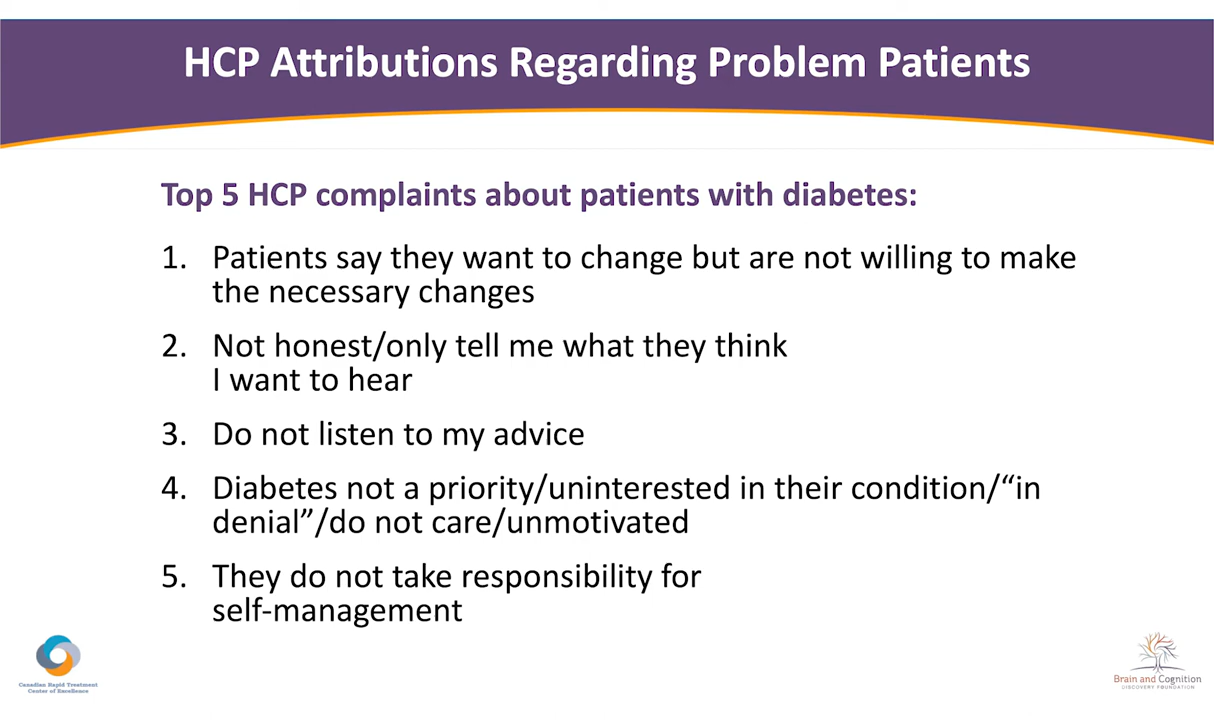 HCP Attributions Regarding Problem Patients
Top 5 HCP complaints about patients with diabetes:
1. Patients say they want to change but are not willing to make
the necessary changes
2. Not honest/only tell me what they think
I want to hear
3. Do not listen to my advice
4. Diabetes not a priority/uninterested in their condition/“in
denial”/do not care/unmotivated
5. They do not take responsibility for
self-management
Canadian Rapid Treatment
Center of Excellence
Brain and Cognition
DISCOVERY FOUNDATION